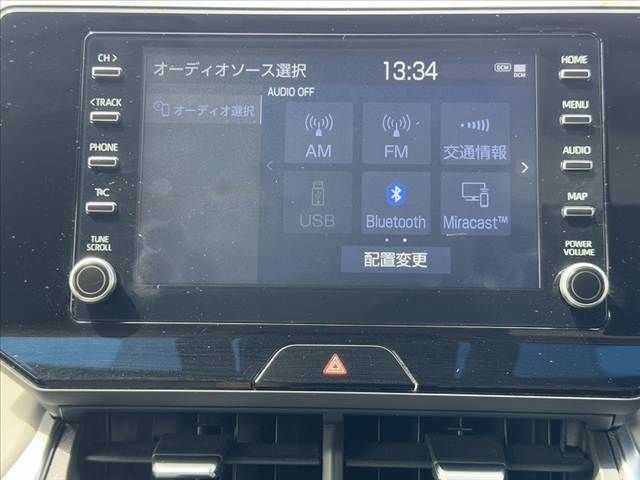 CH >
< TRACK
PHONE
T&C
TUNE
SCROLL
オーディオソース選択
13:34
DCM
DCM
AUDIO OFF
オーディオ選択
AM
FM
交通情報
USB
Bluetooth
Miracast™
配置変更
HOME
MENU
AUDIO
MAP
POWER
VOLUME